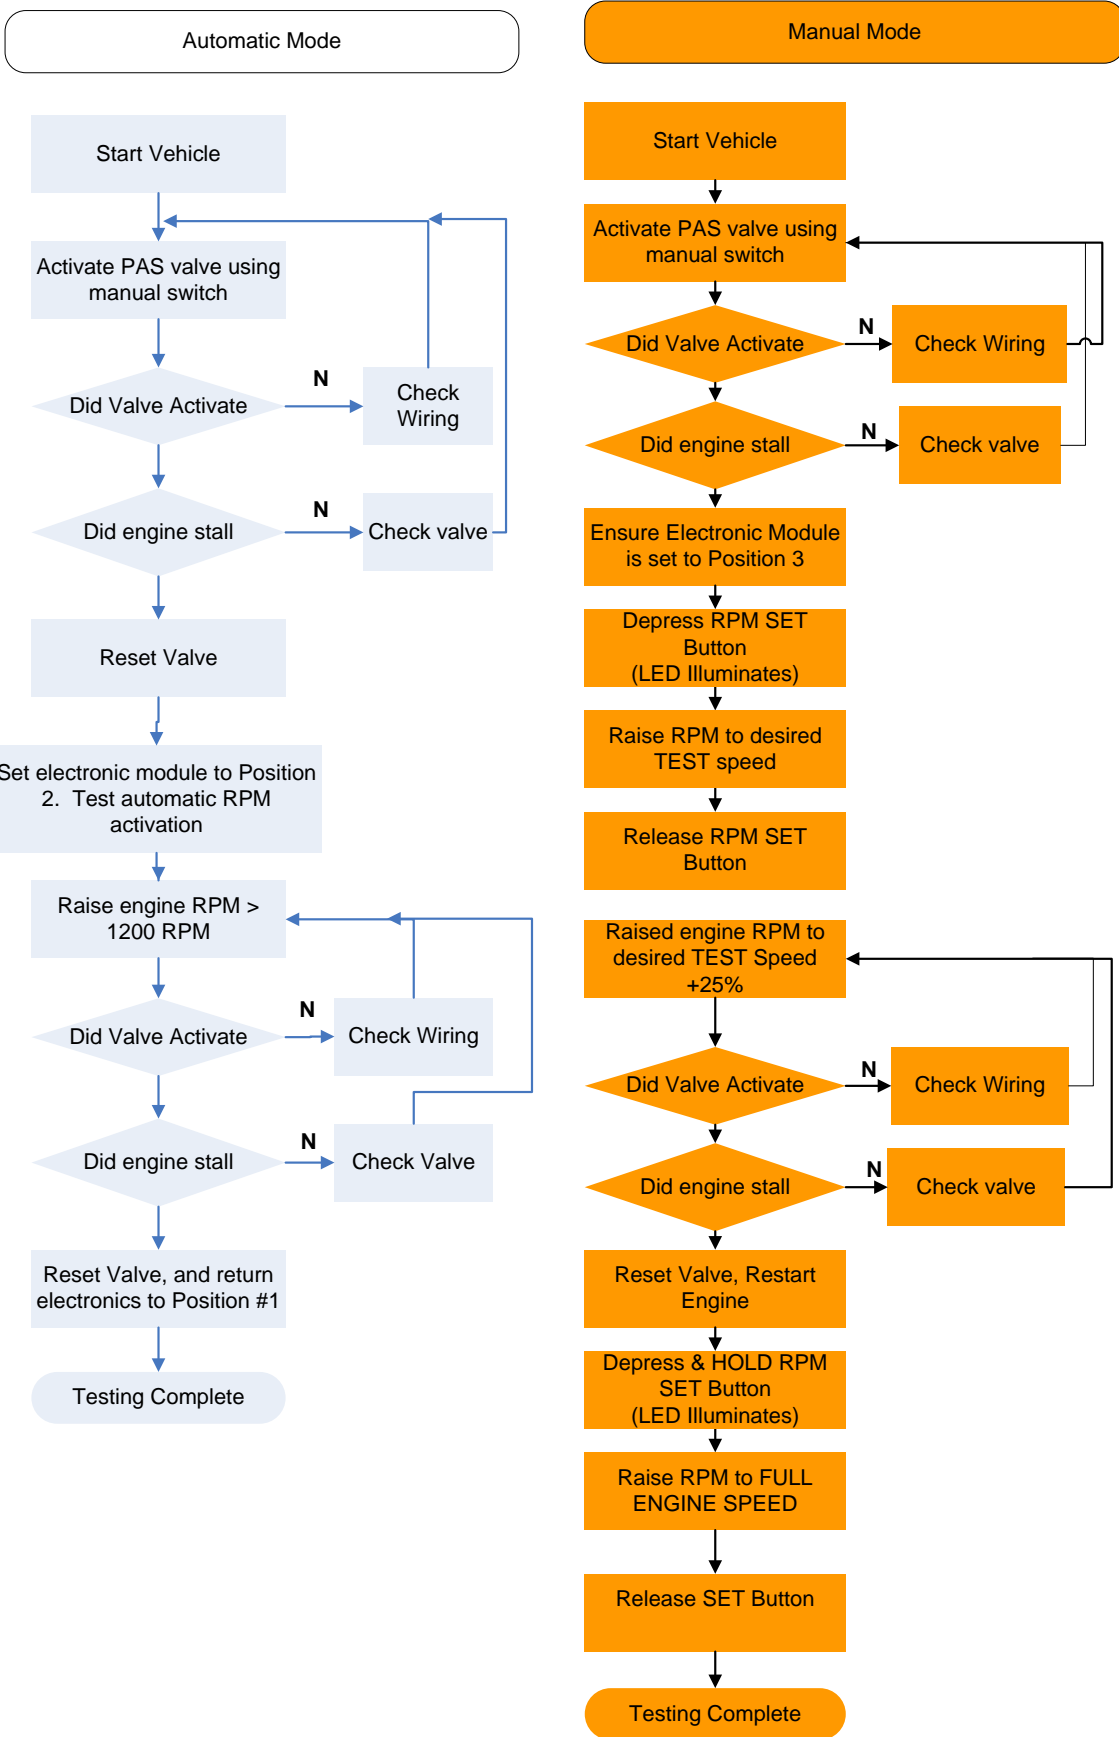 Automatic Mode
Start Vehicle
Activate PAS valve using
manual switch
Did Valve Activate
N
Check
Wiring
Did engine stall
N
Check valve
Reset Valve
Set electronic module to Position
2. Test automatic RPM
activation
Raise engine RPM >
1200 RPM
Did Valve Activate
N
Check Wiring
Did engine stall
N
Check Valve
Reset Valve, and return
electronics to Position #1
Testing Complete
Manual Mode
Start Vehicle
Activate PAS valve using
manual switch
Did Valve Activate
N
Check Wiring
Did engine stall
N
Check valve
Ensure Electronic Module
is set to Position 3
Depress RPM SET
Button
(LED Illuminates)
Raise RPM to desired
TEST speed
Release RPM SET
Button
Raised engine RPM to
desired TEST Speed
+25%
Did Valve Activate
N
Check Wiring
Did engine stall
N
Check valve
Reset Valve, Restart
Engine
Depress & HOLD RPM
SET Button
(LED Illuminates)
Raise RPM to FULL
ENGINE SPEED
Release SET Button
Testing Complete